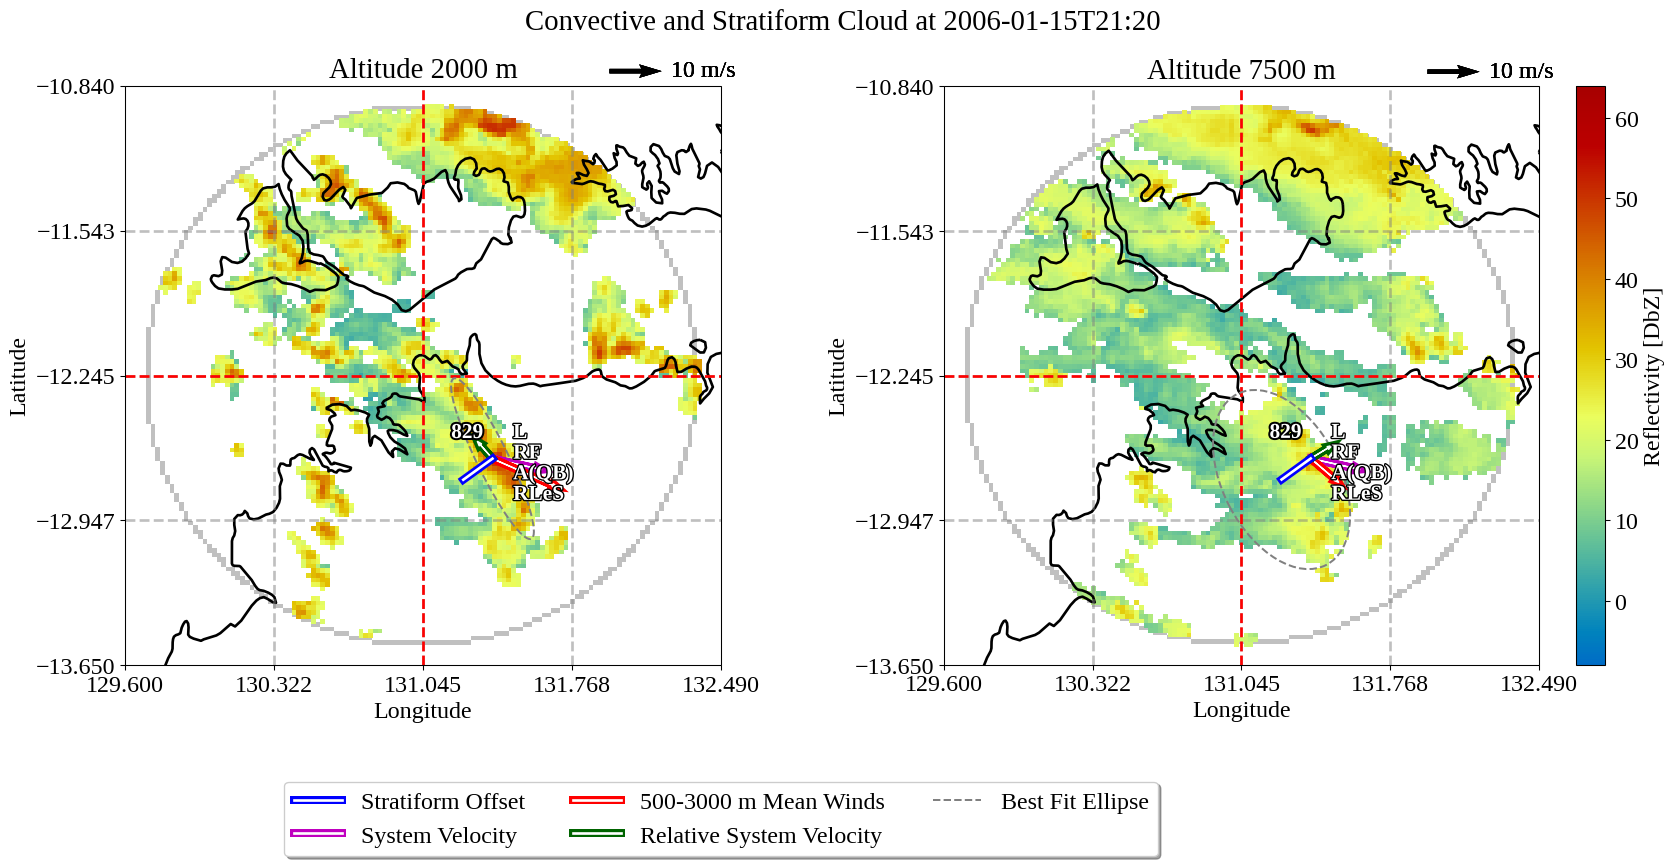 Convective and Stratiform Cloud at 2006-01-15T21:20
Altitude 2000 m
10 m/s
−10.840
−11.543
−12.245
−12.947
−13.650
Latitude
129.600
130.322
131.045
131.768
132.490
Longitude
829
L
RF
A(QB)
RLeS
Altitude 7500 m
10 m/s
−10.840
−11.543
−12.245
−12.947
−13.650
Latitude
129.600
130.322
131.045
131.768
132.490
Longitude
829
L
RF
A(QB)
RLeS
60
50
40
30
20
10
0
Reflectivity [DbZ]
Stratiform Offset
System Velocity
500-3000 m Mean Winds
Relative System Velocity
Best Fit Ellipse